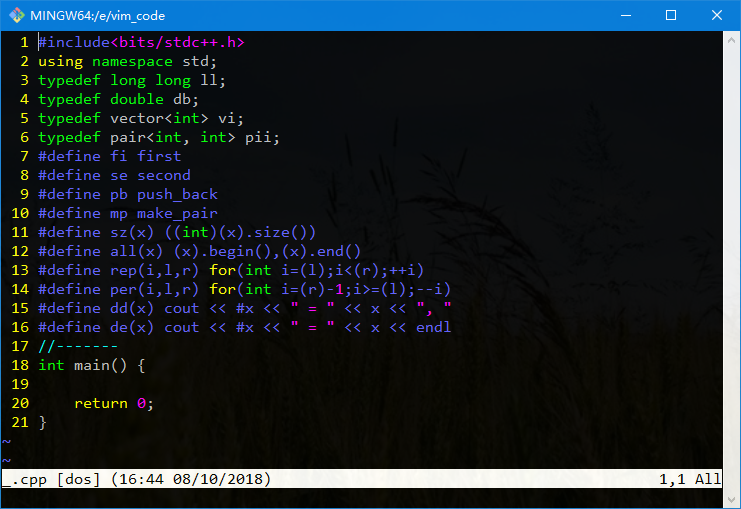 MINGW64:/e/vim_code
1 #include<bits/stdc++.h>
2 using namespace std;
3 typedef long long ll;
4 typedef double db;
5 typedef vector<int> vi;
6 typedef pair<int, int> pii;
7 #define fi first
8 #define se second
9 #define pb push_back
10 #define mp make_pair
11 #define sz(x) ((int)(x).size())
12 #define all(x) (x).begin(),(x).end()
13 #define rep(i,l,r) for(int i=(l);i<(r);++i)
14 #define per(i,l,r) for(int i=(r)-1;i>=(l);--i)
15 #define dd(x) cout << #x << " = " << x << ", "
16 #define de(x) cout << #x << " = " << x << endl
17 //-------
18 int main() {
19
20     return 0;
21 }
~
~
_.cpp [dos] (16:44 08/10/2018) 1,1 All